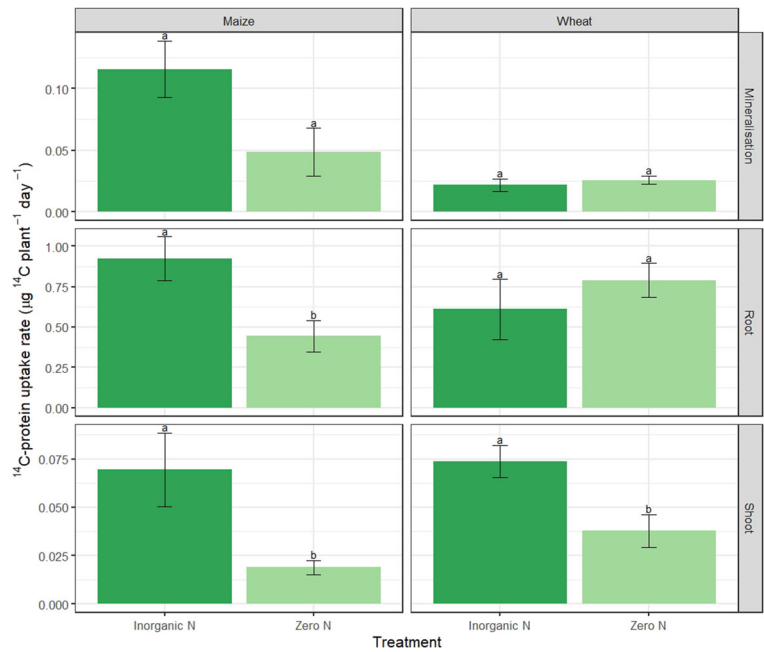 Maize Wheat
a
a
a
a
0.10
0.05
0.00
Mineralisation
a
b
a
a
1.00
0.75
0.50
0.25
0.00
Root
a
b
a
b
0.075
0.050
0.025
0.000
Shoot
Inorganic N Zero N Inorganic N Zero N
Treatment
¹⁴C-protein uptake rate (µg ¹⁴C plant⁻¹ day ⁻¹)